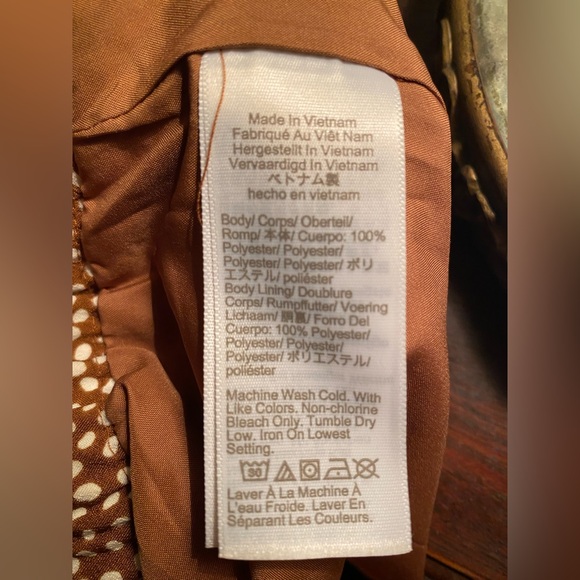 Made In Vietnam
Fabriqué Au Viêt Nam
Hergestellt In Vietnam
Vervaardigd In Vietnam
ベトナム製
hecho en vietnam
Body/ Corps/ Oberteil/
Romp/ 本体/ Cuerpo: 100%
Polyester/ Polyester/
Polyester/ Polyester/ ポリ
エステル/ poliéster
Body Lining/ Doublure
Corps/ Rumpffutter/ Voering
Lichaam/ 胴裏/ Forro Del
Cuerpo: 100% Polyester/
Polyester/ Polyester/
Polyester/ ポリエステル/
poliéster
Machine Wash Cold. With
Like Colors. Non-chlorine
Bleach Only. Tumble Dry
Low. Iron On Lowest
Setting.
30
Laver À La Machine À
L'eau Froide. Laver En
Séparant Les Couleurs.